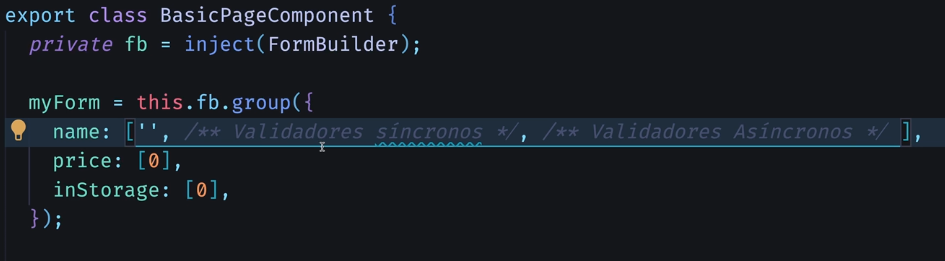 export class BasicPageComponent {
private fb = inject(FormBuilder);
myForm = this.fb.group({
name: ['', /** Validadores síncronos */, /** Validadores Asíncronos */ ],
price: [0],
inStorage: [0],
});